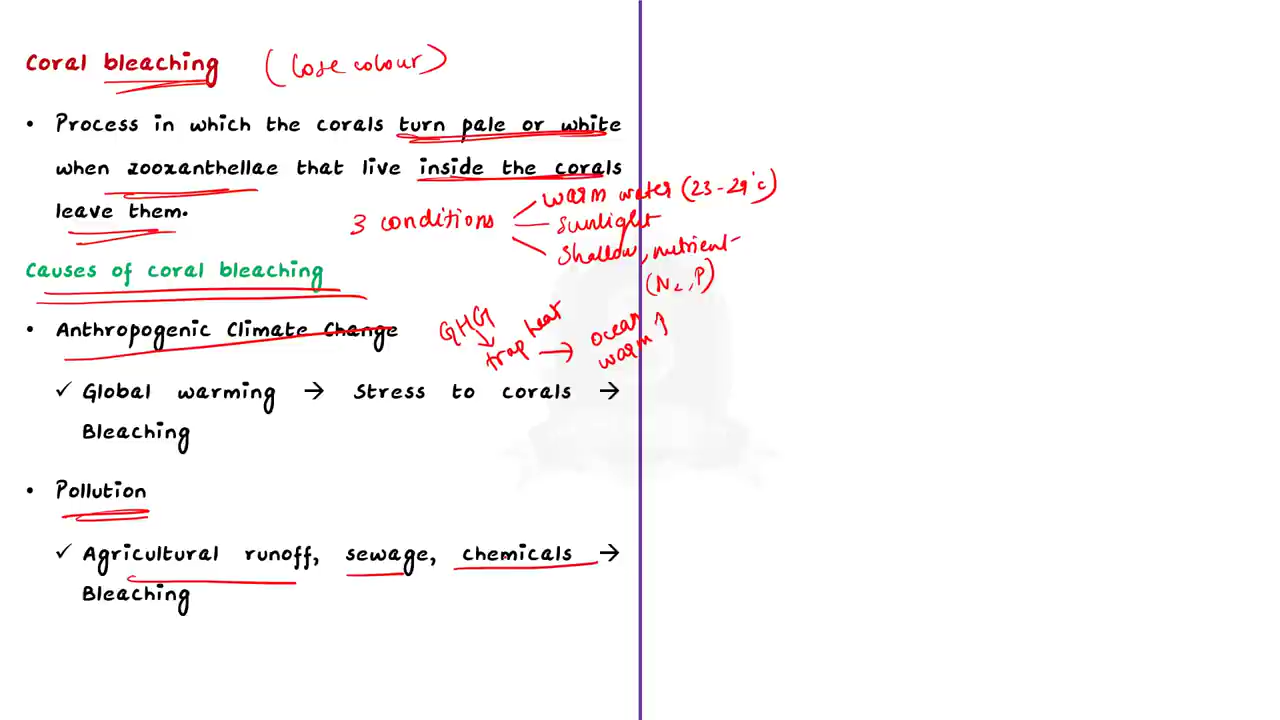 Coral bleaching (lose colour)
• Process in which the corals turn pale or white
when zooxanthellae that live inside the corals
leave them.
3 conditions
warm water (23-29°c)
Sunlight
Shallow, nutrient-
(N₂, P)
Causes of coral bleaching
• Anthropogenic Climate Change
GHG
trap heat → ocean
warm ↑
✓ Global warming → Stress to corals →
Bleaching
• Pollution
✓ Agricultural runoff, sewage, chemicals →
Bleaching